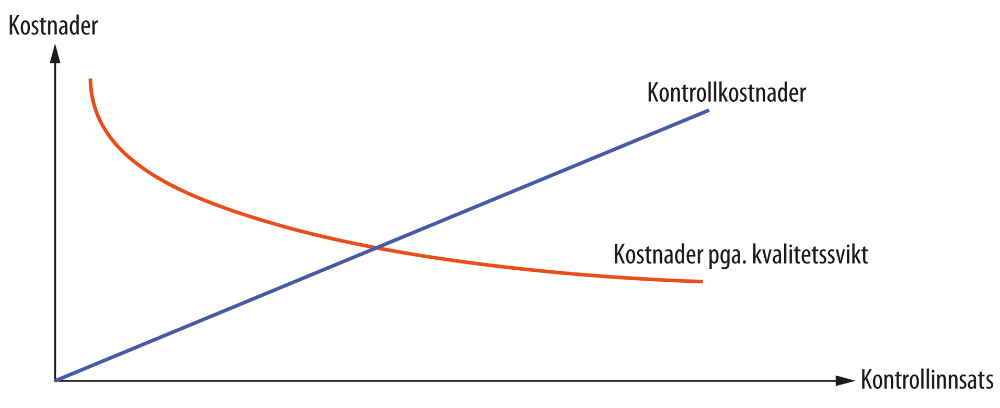 Kostnader
Kontrollkostnader
Kostnader pga. kvalitetssvikt
Kontrollinnsats